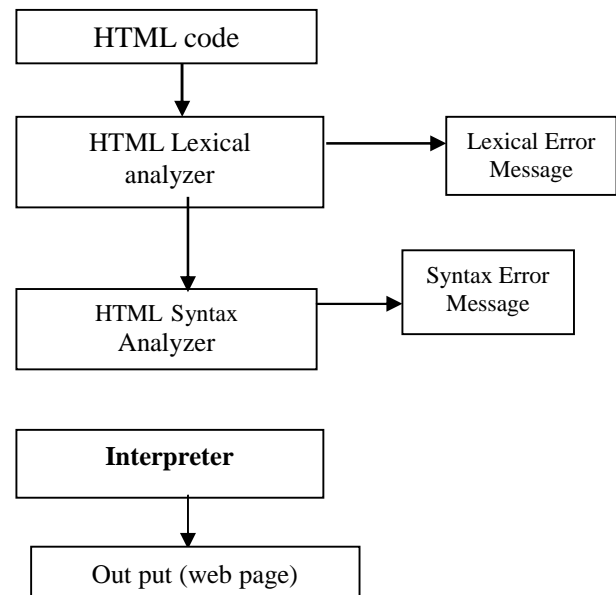 HTML code
HTML Lexical
analyzer
Lexical Error
Message
HTML Syntax
Analyzer
Syntax Error
Message
Interpreter
Out put (web page)